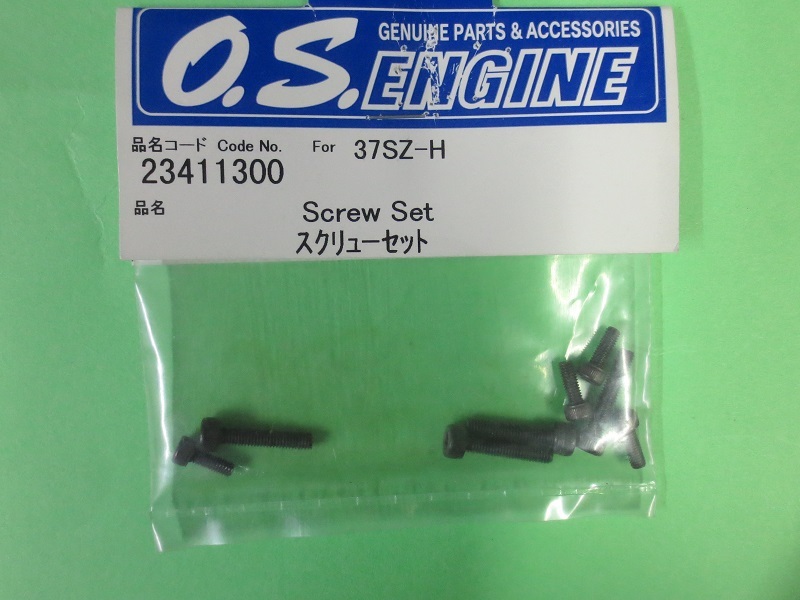 GENUINE PARTS & ACCESSORIES
O.S.ENGINE
品名コード Code No. For 37SZ-H
23411300
品名 Screw Set
スクリューセット